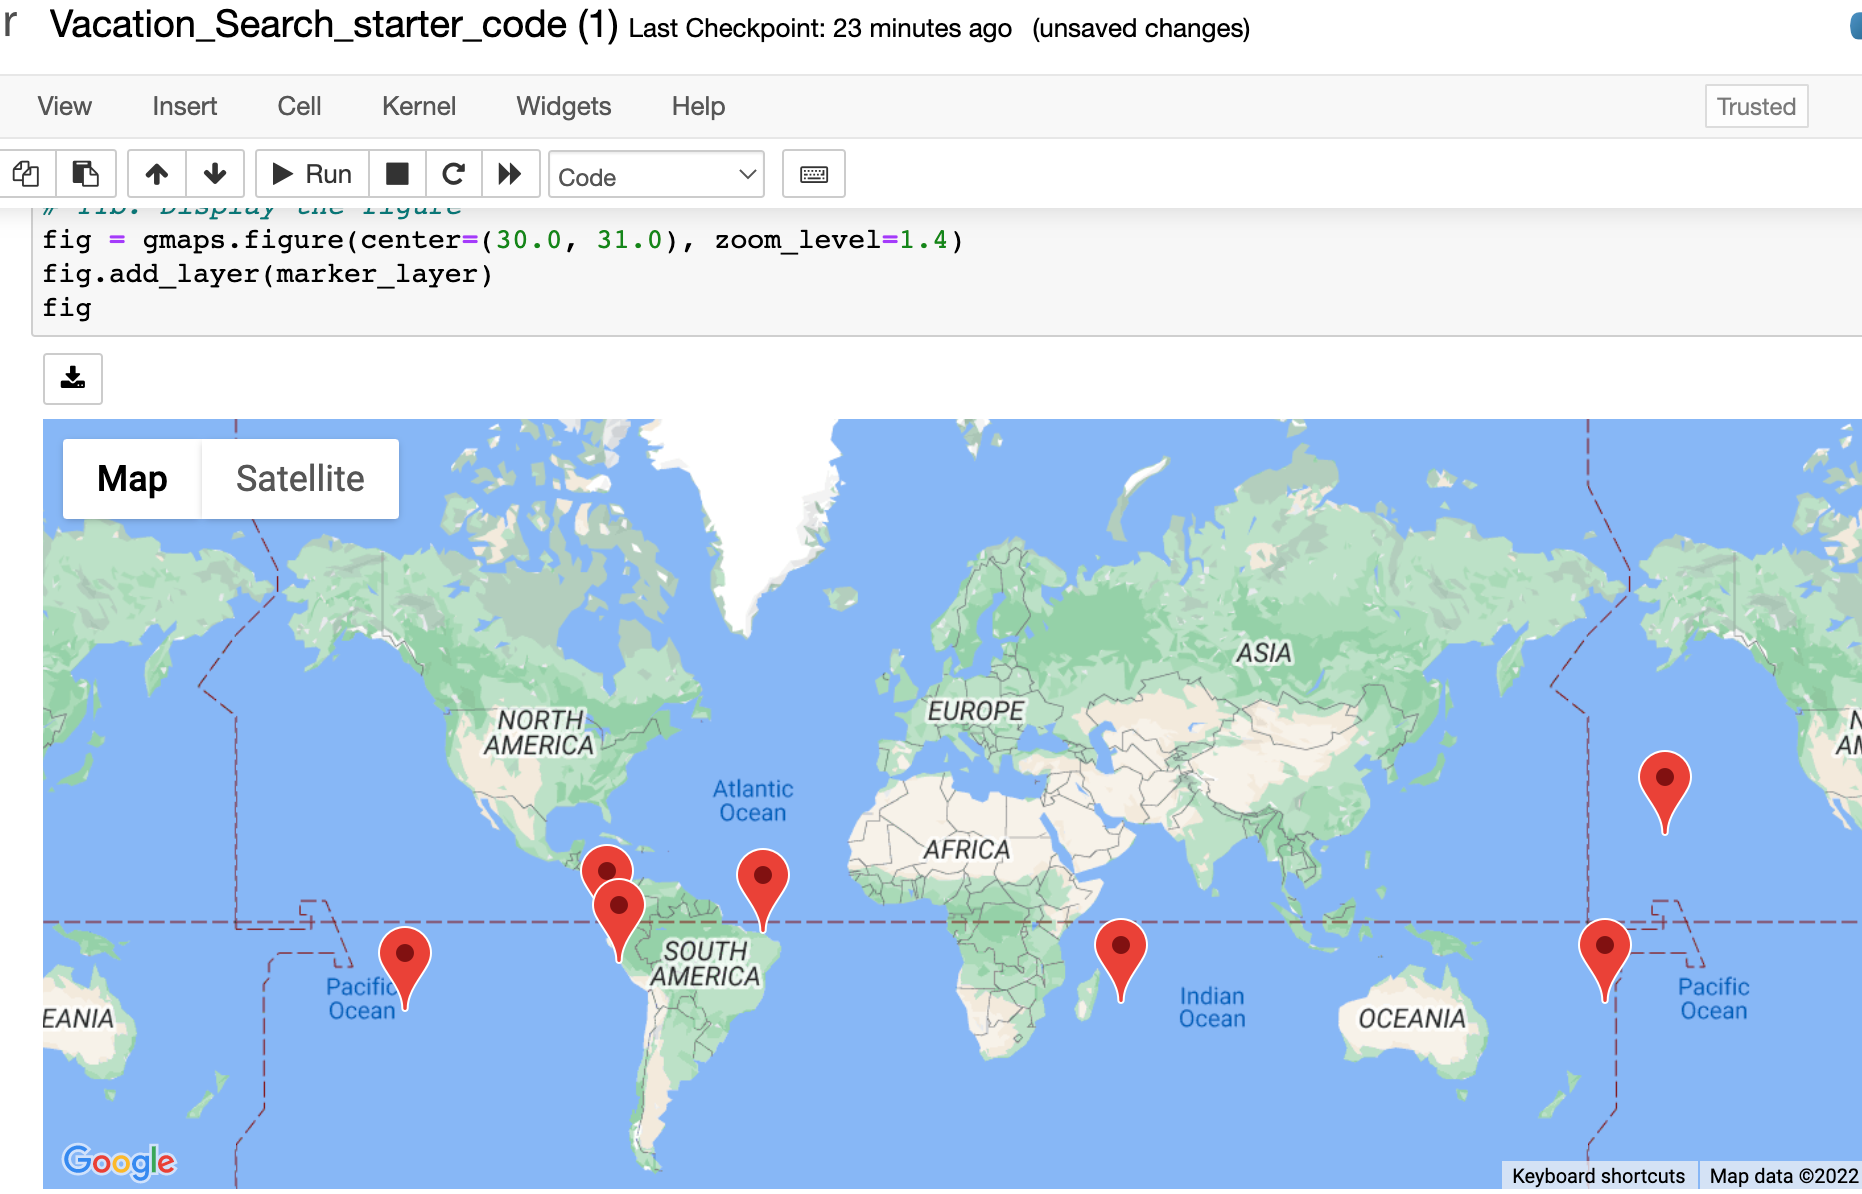 r Vacation_Search_starter_code (1) Last Checkpoint: 23 minutes ago (unsaved changes)
View Insert Cell Kernel Widgets Help Trusted
Run Code
# 11b. Display the figure
fig = gmaps.figure(center=(30.0, 31.0), zoom_level=1.4)
fig.add_layer(marker_layer)
fig
Map Satellite
ASIA
NORTH
AMERICA
EUROPE
N
AM
Atlantic
Ocean
AFRICA
SOUTH
AMERICA
Pacific
Ocean
Indian
Ocean
Pacific
Ocean
EANIA
OCEANIA
Google
Keyboard shortcuts Map data ©2022